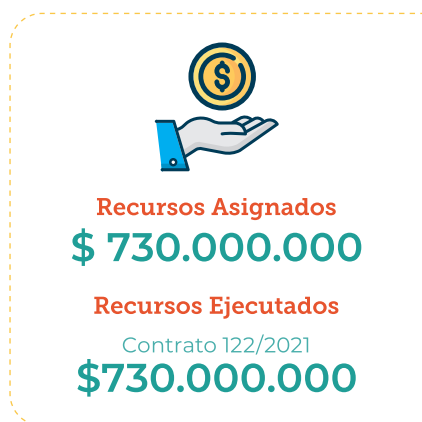 $
Recursos Asignados
$ 730.000.000
Recursos Ejecutados
Contrato 122/2021
$730.000.000